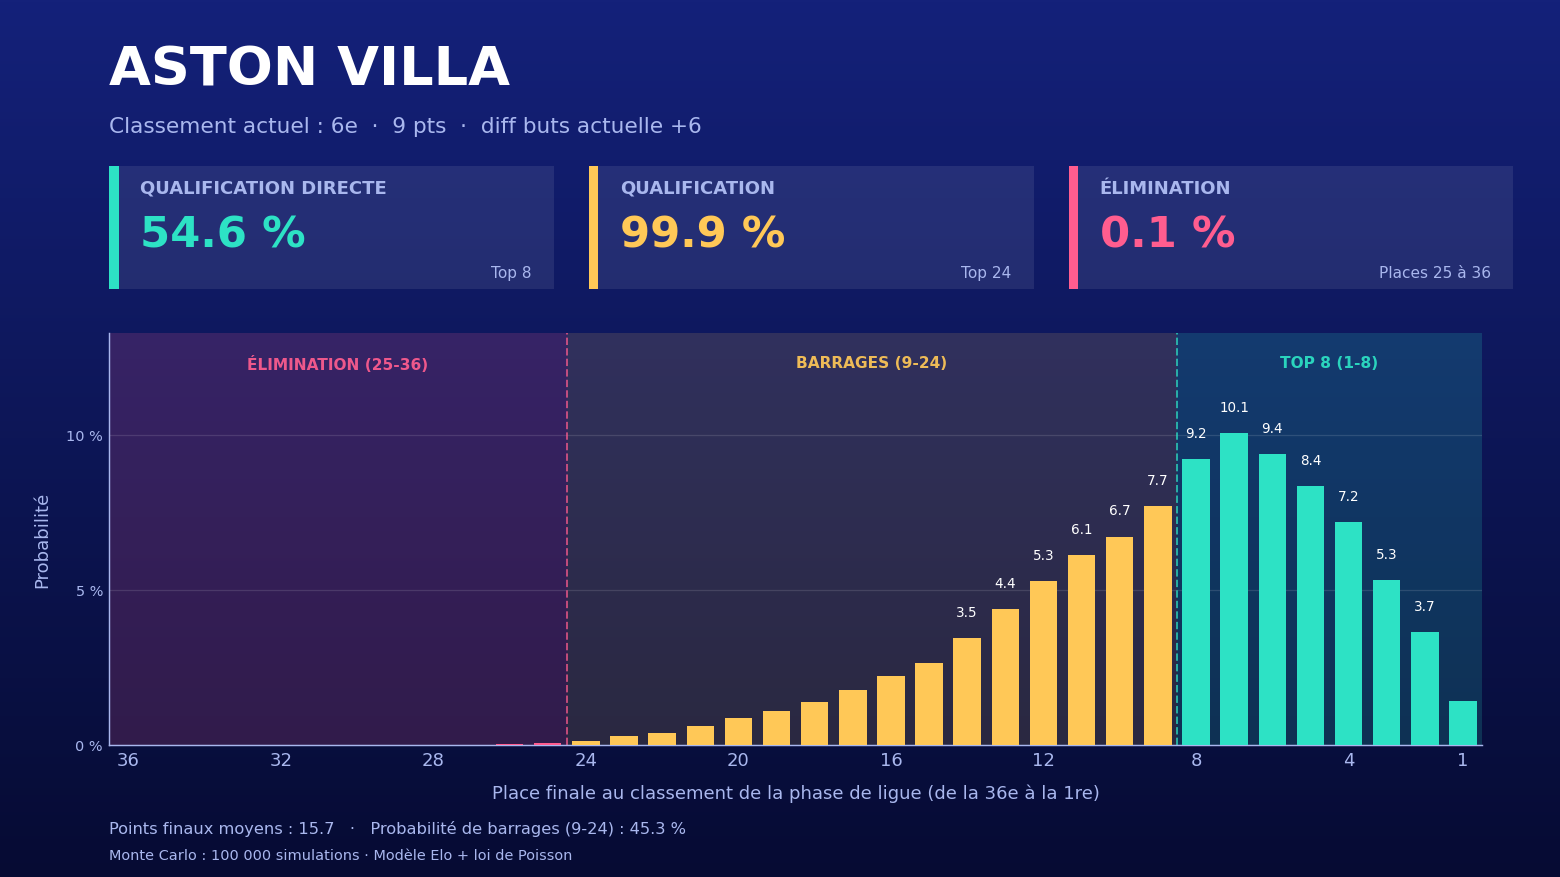 ASTON VILLA
Classement actuel : 6e · 9 pts · diff buts actuelle +6
QUALIFICATION DIRECTE
54.6 %
Top 8
QUALIFICATION
99.9 %
Top 24
ÉLIMINATION
0.1 %
Places 25 à 36
ÉLIMINATION (25-36)
BARRAGES (9-24)
TOP 8 (1-8)
Probabilité
10 %
5 %
0 %
3.5
4.4
5.3
6.1
6.7
7.7
9.2
10.1
9.4
8.4
7.2
5.3
3.7
36
32
28
24
20
16
12
8
4
1
Place finale au classement de la phase de ligue (de la 36e à la 1re)
Points finaux moyens : 15.7 · Probabilité de barrages (9-24) : 45.3 %
Monte Carlo : 100 000 simulations · Modèle Elo + loi de Poisson